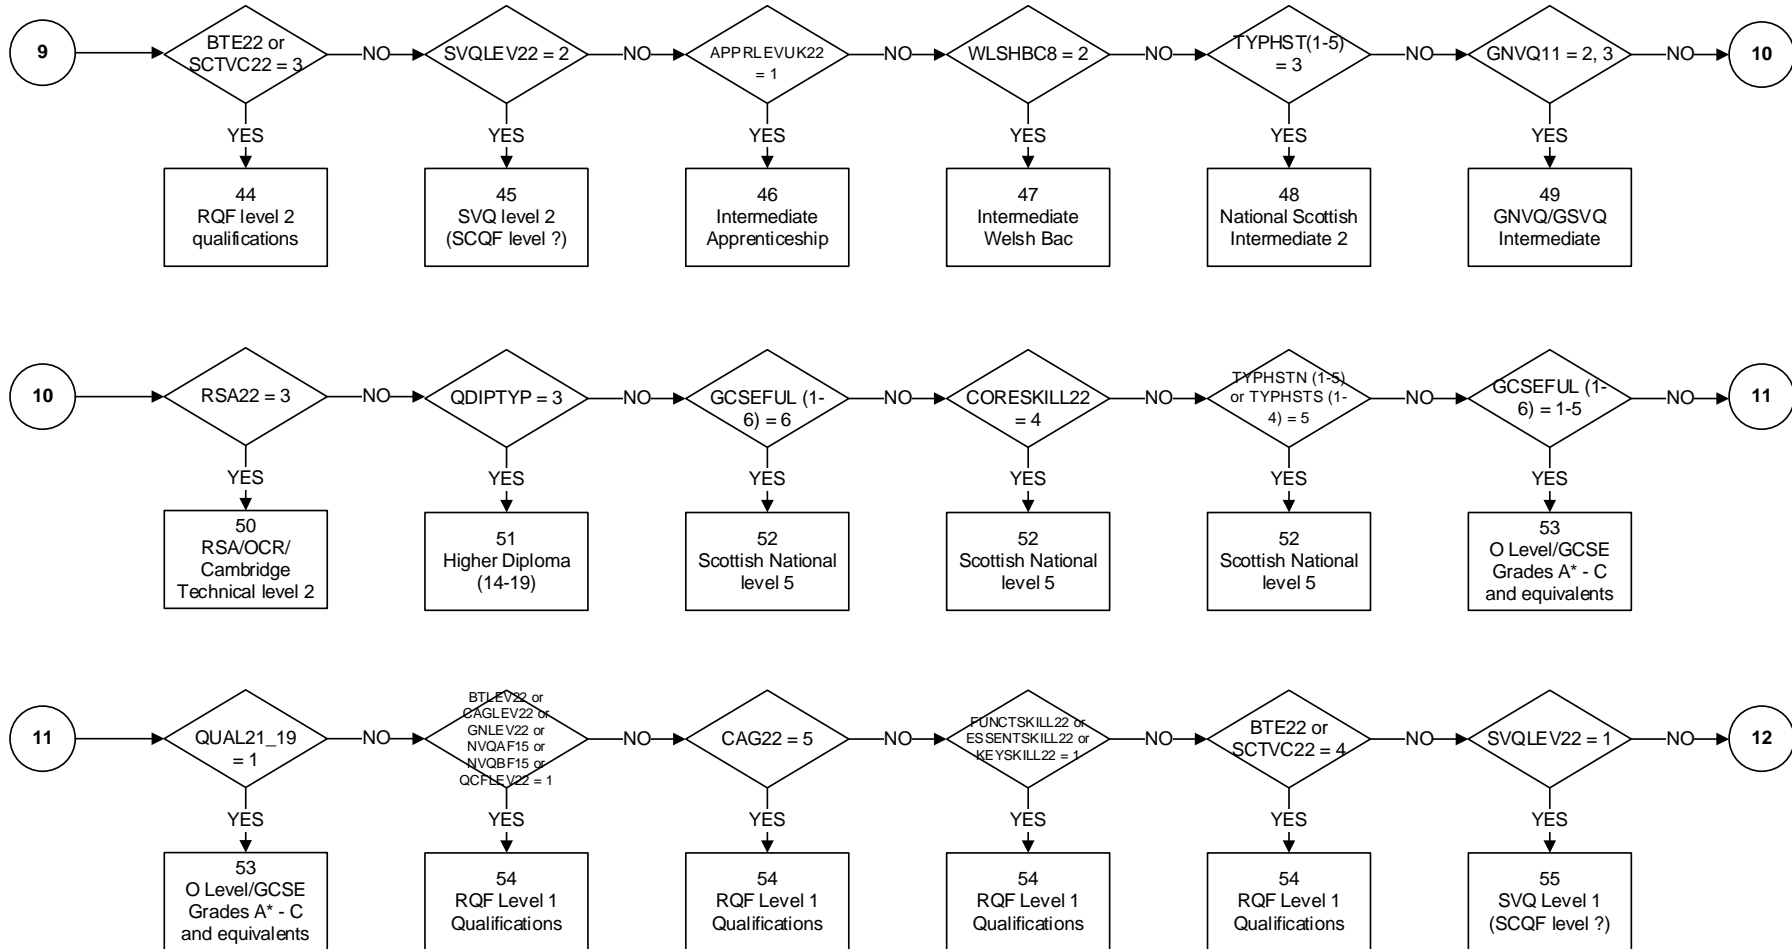 9
BTE22 or
SCTVC22 = 3
NO
SVQLEV22 = 2
NO
APPRLEVUK22
= 1
NO
WLSHBC8 = 2
NO
TYPHST(1-5)
= 3
NO
GNVQ11 = 2, 3
NO
10
YES
YES
YES
YES
YES
YES
44
RQF level 2
qualifications
45
SVQ level 2
(SCQF level ?)
46
Intermediate
Apprenticeship
47
Intermediate
Welsh Bac
48
National Scottish
Intermediate 2
49
GNVQ/GSVQ
Intermediate
10
RSA22 = 3
NO
QDIPTYP = 3
NO
GCSEFUL (1-
6) = 6
NO
CORESKILL22
= 4
NO
TYPHSTN (1-5)
or TYPHSTS (1-
4) = 5
NO
GCSEFUL (1-
6) = 1-5
NO
11
YES
YES
YES
YES
YES
YES
50
RSA/OCR/
Cambridge
Technical level 2
51
Higher Diploma
(14-19)
52
Scottish National
level 5
52
Scottish National
level 5
52
Scottish National
level 5
53
O Level/GCSE
Grades A* - C
and equivalents
11
QUAL21_19
= 1
NO
BTLEV22 or
CAGLEV22 or
GNLEV22 or
NVQAF15 or
NVQBF15 or
QCFLEV22 = 1
NO
CAG22 = 5
NO
FUNCTSKILL22 or
ESSENTSKILL22 or
KEYSKILL22 = 1
NO
BTE22 or
SCTVC22 = 4
NO
SVQLEV22 = 1
NO
12
YES
YES
YES
YES
YES
YES
53
O Level/GCSE
Grades A* - C
and equivalents
54
RQF Level 1
Qualifications
54
RQF Level 1
Qualifications
54
RQF Level 1
Qualifications
54
RQF Level 1
Qualifications
55
SVQ Level 1
(SCQF level ?)